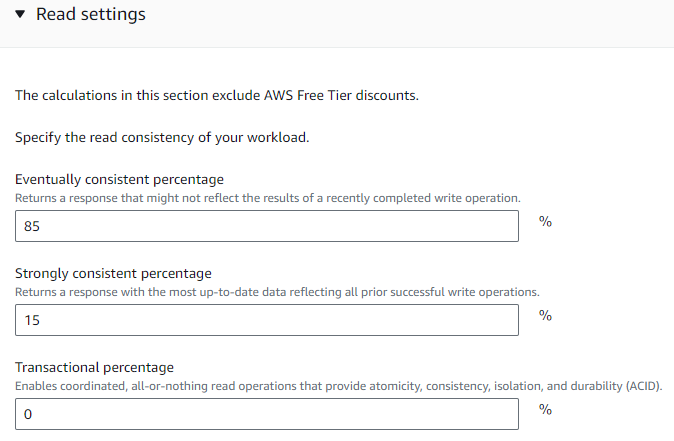 Read settings
The calculations in this section exclude AWS Free Tier discounts.
Specify the read consistency of your workload.
Eventually consistent percentage
Returns a response that might not reflect the results of a recently completed write operation.
85 %
Strongly consistent percentage
Returns a response with the most up-to-date data reflecting all prior successful write operations.
15 %
Transactional percentage
Enables coordinated, all-or-nothing read operations that provide atomicity, consistency, isolation, and durability (ACID).
0 %